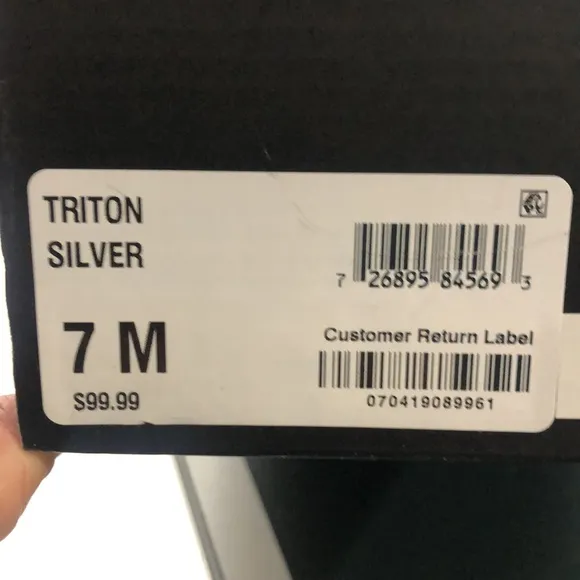 TRITON
SILVER
7 M
$99.99
7 26895 84569 3
Customer Return Label
070419089961